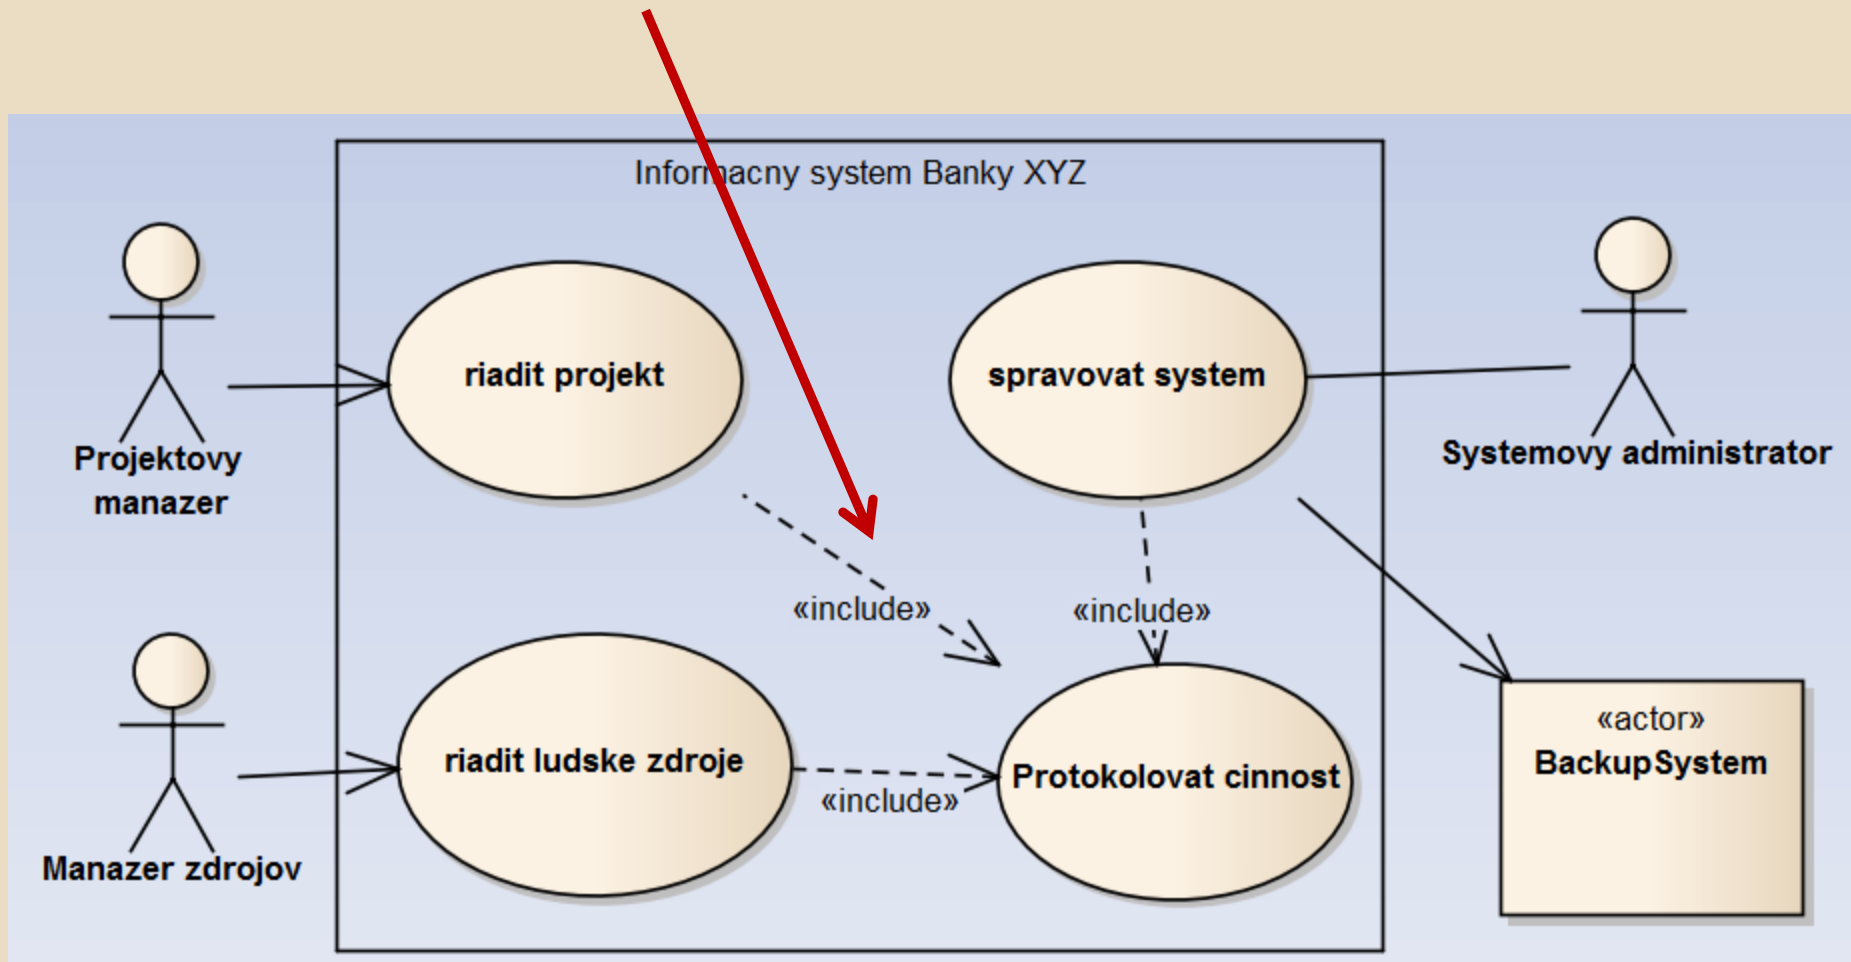 Informacny system Banky XYZ
riadit projekt
spravovat system
Projektovy
manazer
Systemovy administrator
«include»
«include»
riadit ludske zdroje
Protokolovat cinnost
«include»
«actor»
BackupSystem
Manazer zdrojov